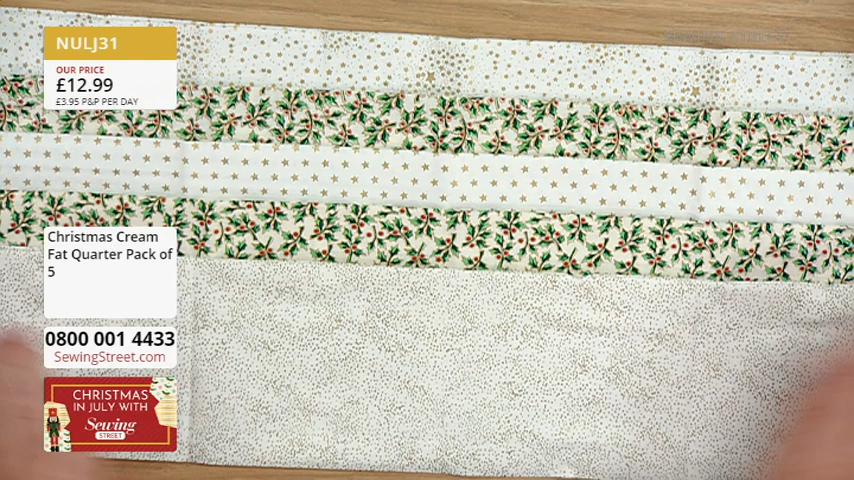 NULJ31
OUR PRICE
£12.99
£3.95 P&P PER DAY
Christmas Cream
Fat Quarter Pack of
5
0800 001 4433
SewingStreet.com
CHRISTMAS
IN JULY WITH
Sewing
STREET